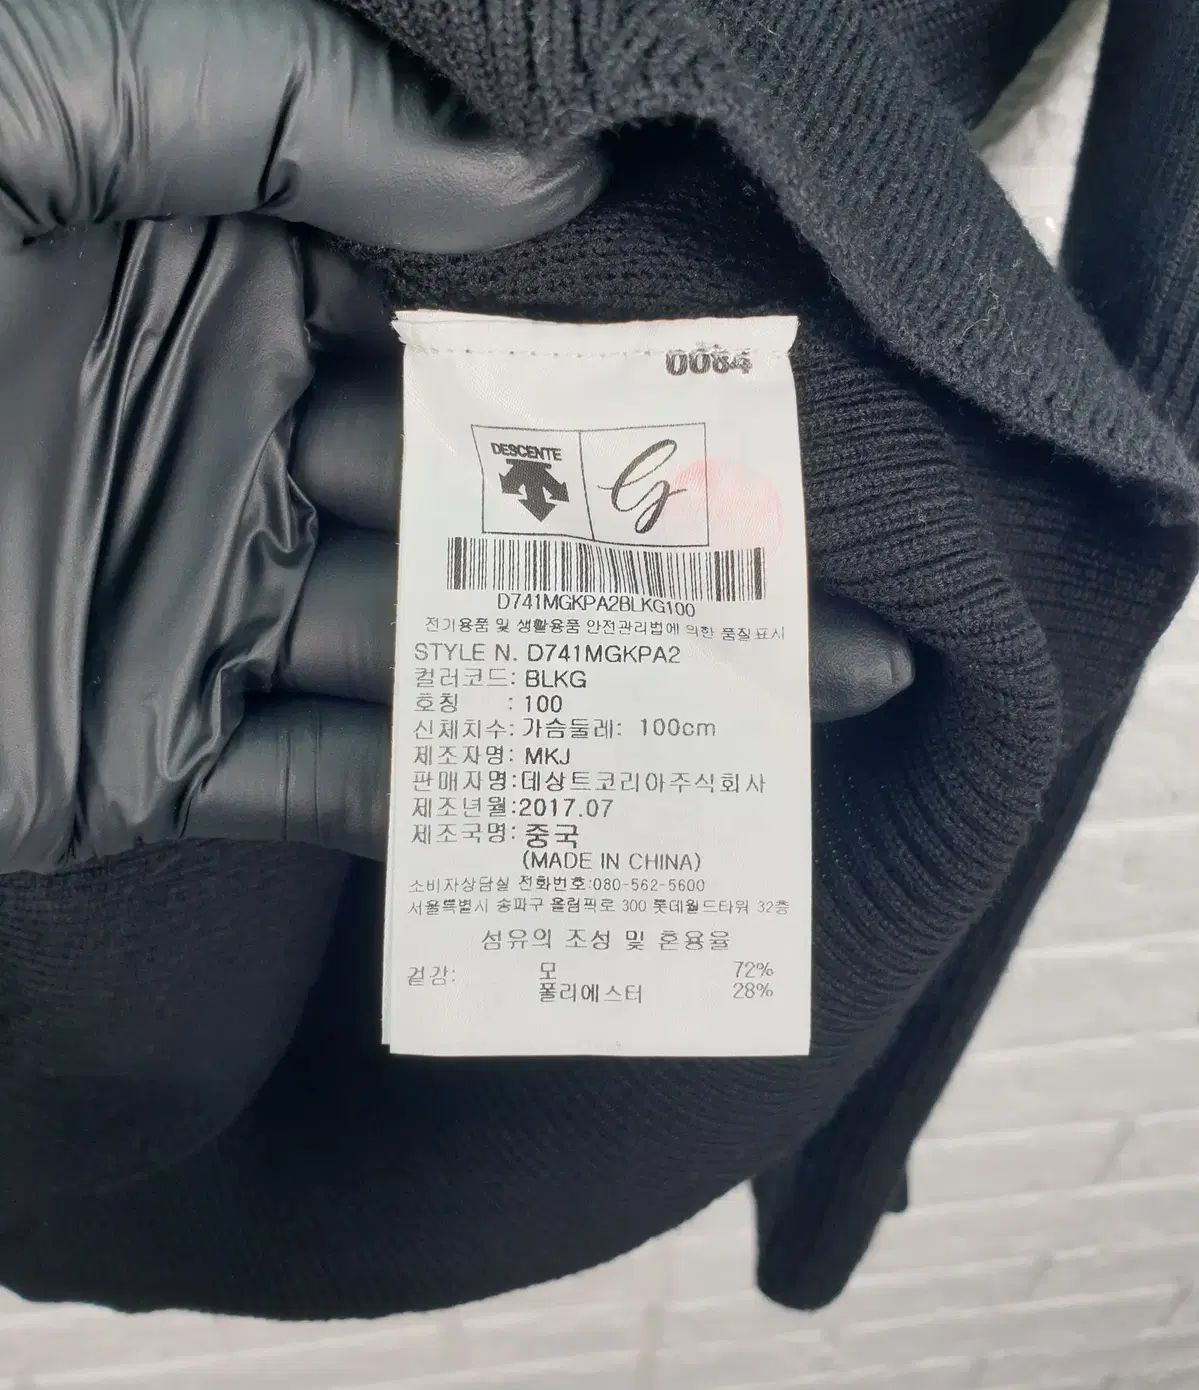 0064
DESCENTE
G
D741MGKPA2BLKG100
전기용품 및 생활용품 안전관리법에 의한 품질표시
STYLE N. D741MGKPA2
컬러코드: BLKG
호칭 : 100
신체치수: 가슴둘레: 100cm
제조자명: MKJ
판매자명:데상트코리아주식회사
제조년월:2017.07
제조국명: 중국
(MADE IN CHINA)
소비자상담실 전화번호:080-562-5600
서울특별시 송파구 올림픽로 300 롯데월드타워 32층
섬유의 조성 및 혼용율
겉감: 모 72%
폴리에스터 28%